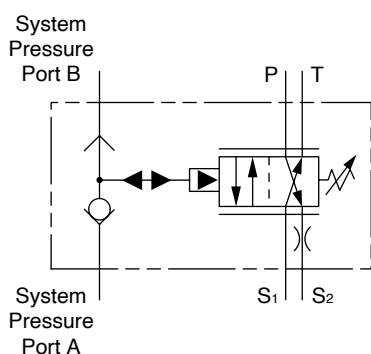 System
Pressure
Port B
P T
S1 S2
System
Pressure
Port A